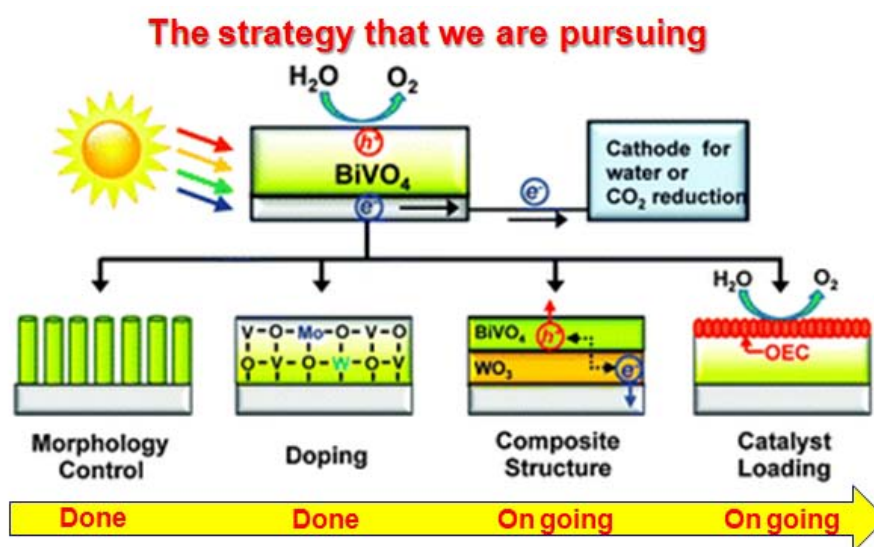 The strategy that we are pursuing
H₂O O₂
h⁺
BiVO₄
e⁻
e⁻
Cathode for
water or
CO₂ reduction
V-O-Mo-O-V-O
O-V-O-W-O-V
BiVO₄ h⁺
WO₃ e⁻
H₂O O₂
OEC
Morphology
Control
Doping
Composite
Structure
Catalyst
Loading
Done Done On going On going